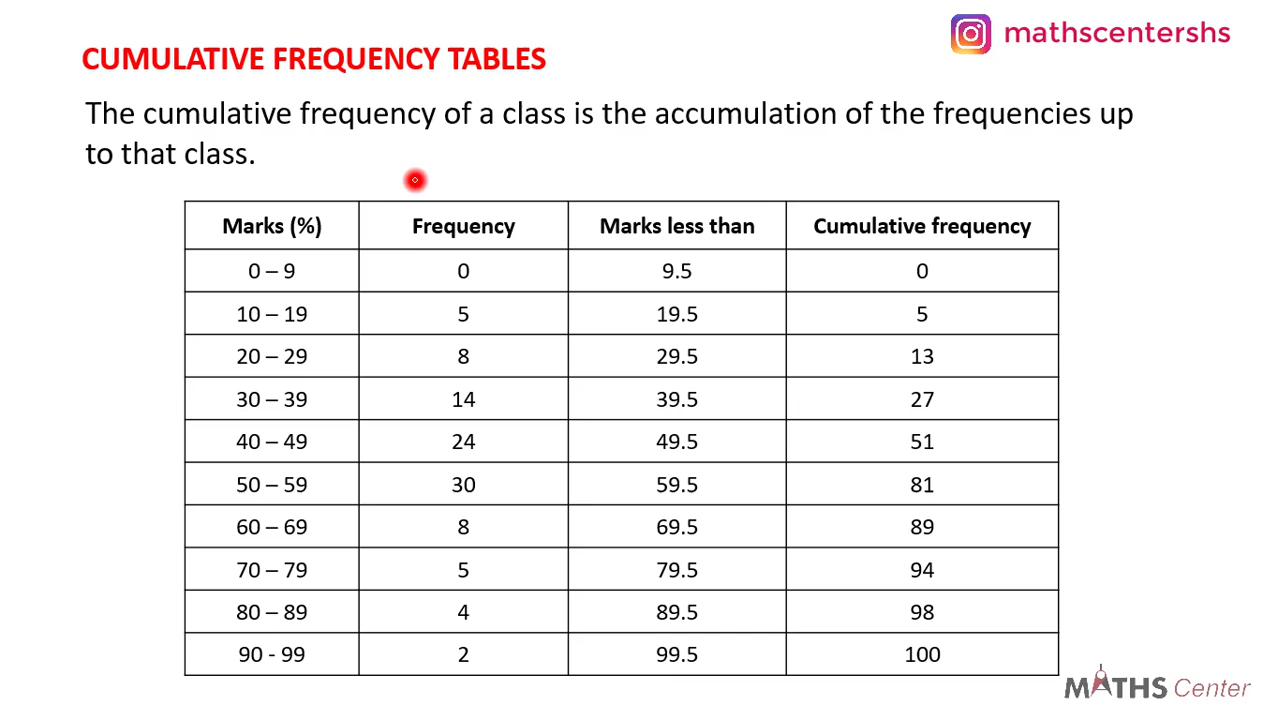 mathscentershs
CUMULATIVE FREQUENCY TABLES
The cumulative frequency of a class is the accumulation of the frequencies up
to that class.
Marks (%) Frequency Marks less than Cumulative frequency
0 – 9 0 9.5 0
10 – 19 5 19.5 5
20 – 29 8 29.5 13
30 – 39 14 39.5 27
40 – 49 24 49.5 51
50 – 59 30 59.5 81
60 – 69 8 69.5 89
70 – 79 5 79.5 94
80 – 89 4 89.5 98
90 - 99 2 99.5 100
MATHS Center